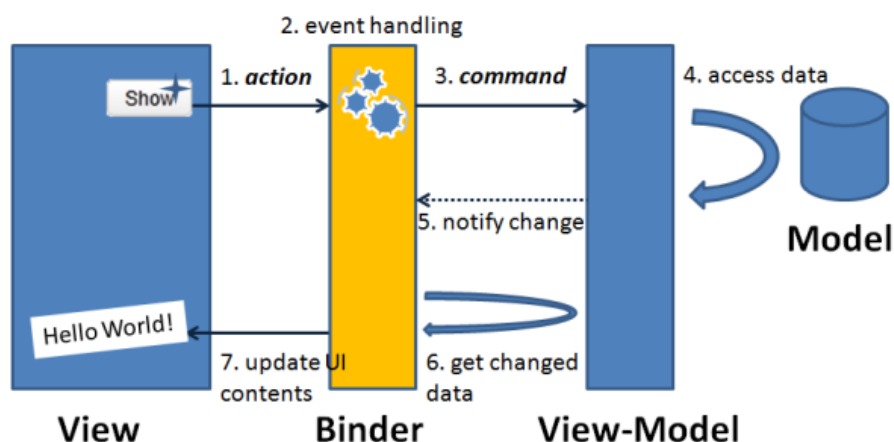 2. event handling
1. action
3. command
4. access data
Show
5. notify change
Model
Hello World!
7. update UI
contents
6. get changed
data
View
Binder
View-Model